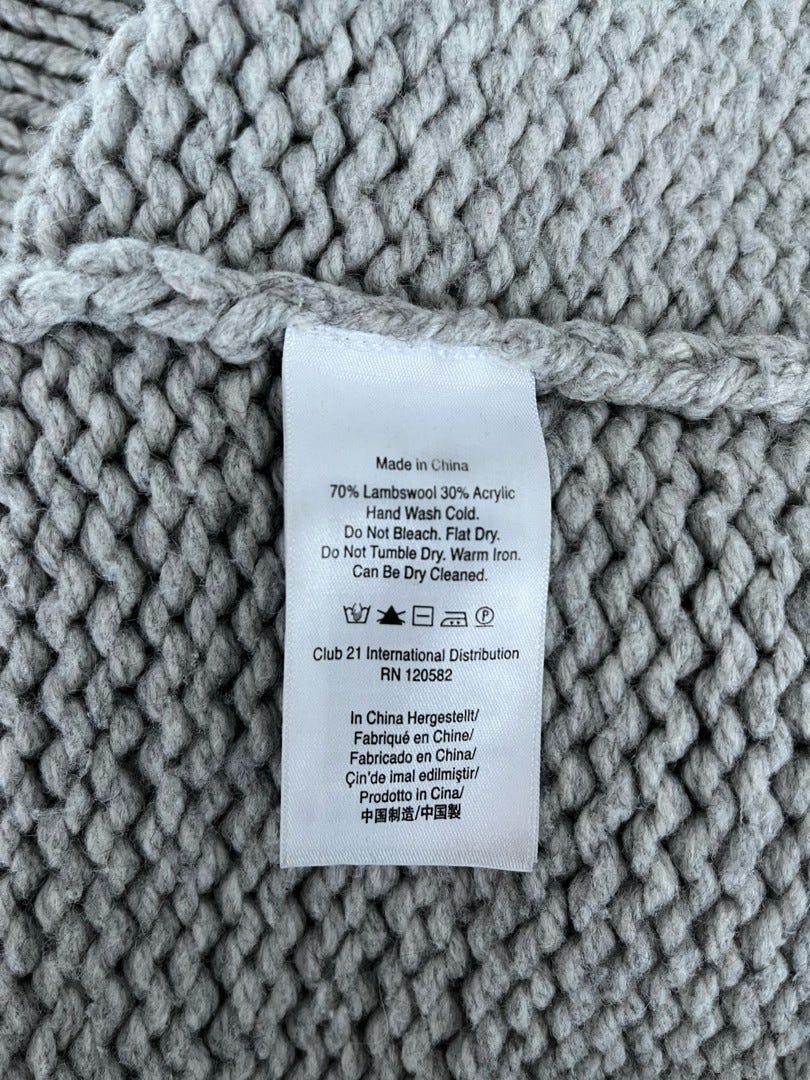 Made in China
70% Lambswool 30% Acrylic
Hand Wash Cold.
Do Not Bleach. Flat Dry.
Do Not Tumble Dry. Warm Iron.
Can Be Dry Cleaned.
P
Club 21 International Distribution
RN 120582
In China Hergestellt/
Fabriqué en Chine/
Fabricado en China/
Çin'de imal edilmiştir/
Prodotto in Cina/
中国制造/中国製